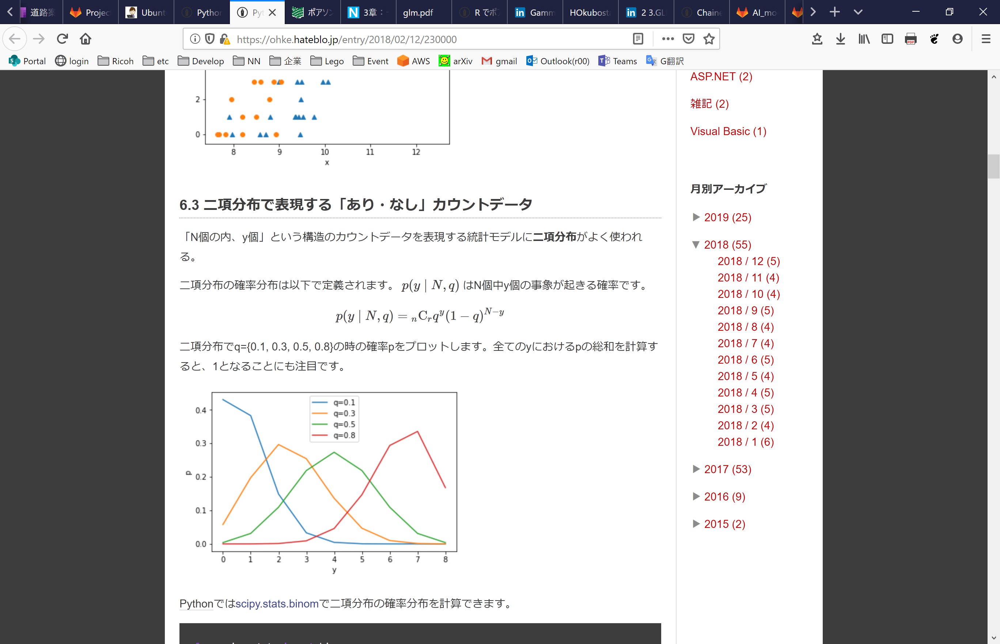 道路案
Projec
Ubunt
Python
Pyt
ポアソン
3章：
glm.pdf
R でポ
Gamm
HOkubosta
2 3.GL
Chaine
AI_mo
https://ohke.hateblo.jp/entry/2018/02/12/230000
Portal login Ricoh etc Develop NN 企業 Lego Event AWS arXiv gmail Outlook(r00) Teams G翻訳
2
0
8 9 10 11 12
x
6.3 二項分布で表現する「あり・なし」カウントデータ
「N個の内、y個」という構造のカウントデータを表現する統計モデルに二項分布がよく使われ
る。
二項分布の確率分布は以下で定義されます。 p(y | N, q) はN個中y個の事象が起きる確率です。
p(y | N, q) = nCr q^y (1 − q)^{N−y}
二項分布でq={0.1, 0.3, 0.5, 0.8}の時の確率pをプロットします。全てのyにおけるpの総和を計算す
ると、1となることにも注目です。
q=0.1
q=0.3
q=0.5
q=0.8
0.4
0.3
0.2
0.1
0.0
p
0 1 2 3 4 5 6 7 8
y
Pythonではscipy.stats.binomで二項分布の確率分布を計算できます。
ASP.NET (2)
雑記 (2)
Visual Basic (1)
月別アーカイブ
▶ 2019 (25)
▼ 2018 (55)
2018 / 12 (5)
2018 / 11 (4)
2018 / 10 (4)
2018 / 9 (5)
2018 / 8 (4)
2018 / 7 (4)
2018 / 6 (5)
2018 / 5 (4)
2018 / 4 (5)
2018 / 3 (5)
2018 / 2 (4)
2018 / 1 (6)
▶ 2017 (53)
▶ 2016 (9)
▶ 2015 (2)